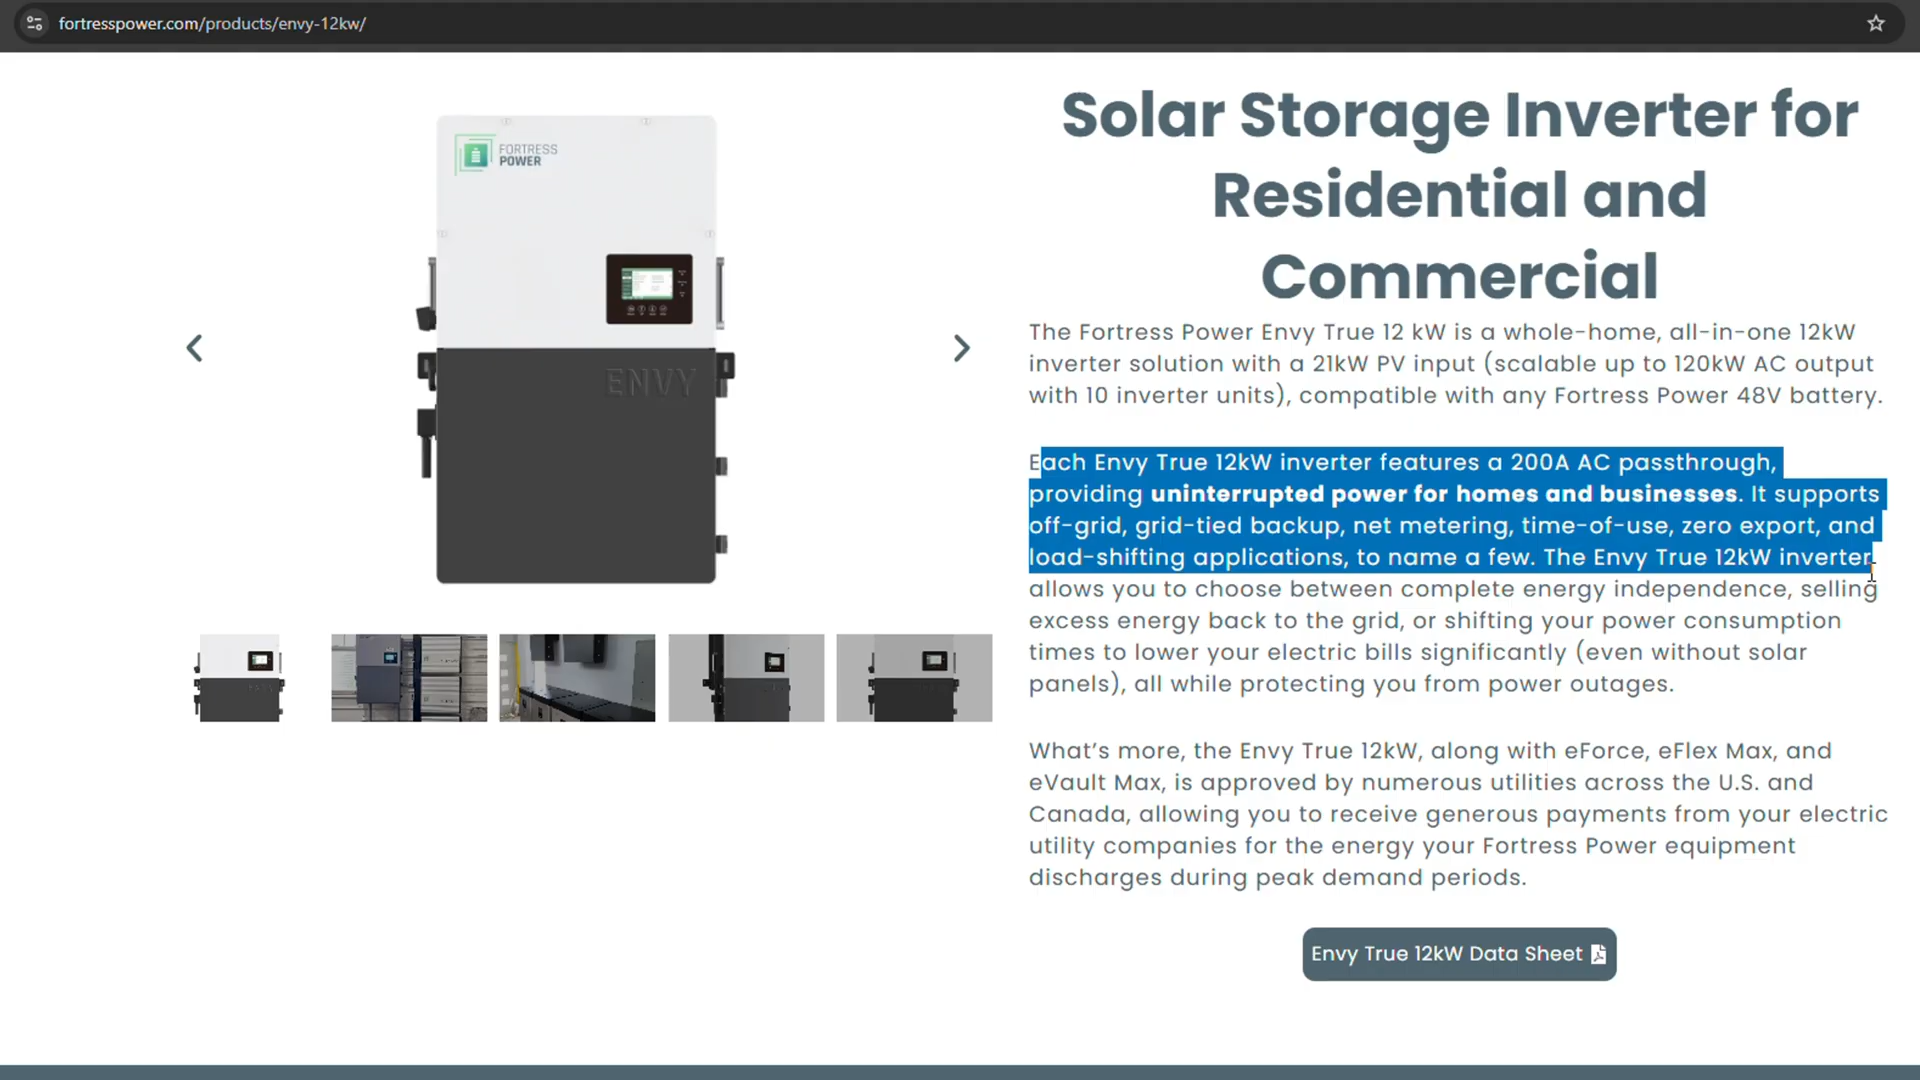 fortresspower.com/products/envy-12kw/
FORTRESS
POWER
ENVY
Solar Storage Inverter for
Residential and
Commercial
The Fortress Power Envy True 12 kW is a whole-home, all-in-one 12kW
inverter solution with a 21kW PV input (scalable up to 120kW AC output
with 10 inverter units), compatible with any Fortress Power 48V battery.
Each Envy True 12kW inverter features a 200A AC passthrough,
providing uninterrupted power for homes and businesses. It supports
off-grid, grid-tied backup, net metering, time-of-use, zero export, and
load-shifting applications, to name a few. The Envy True 12kW inverter
allows you to choose between complete energy independence, selling
excess energy back to the grid, or shifting your power consumption
times to lower your electric bills significantly (even without solar
panels), all while protecting you from power outages.
What’s more, the Envy True 12kW, along with eForce, eFlex Max, and
eVault Max, is approved by numerous utilities across the U.S. and
Canada, allowing you to receive generous payments from your electric
utility companies for the energy your Fortress Power equipment
discharges during peak demand periods.
Envy True 12kW Data Sheet